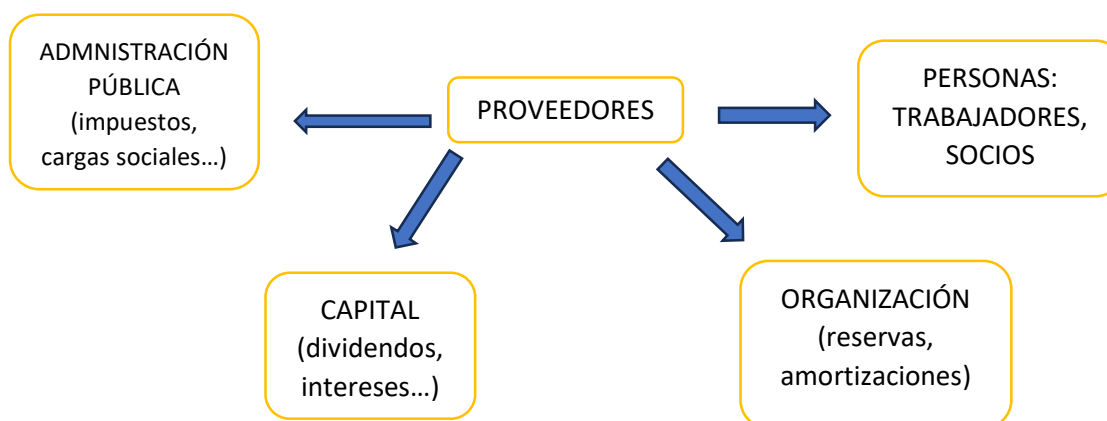 ADMNISTRACIÓN
PÚBLICA
(impuestos,
cargas sociales…)
PROVEEDORES
PERSONAS:
TRABAJADORES,
SOCIOS
CAPITAL
(dividendos,
intereses…)
ORGANIZACIÓN
(reservas,
amortizaciones)